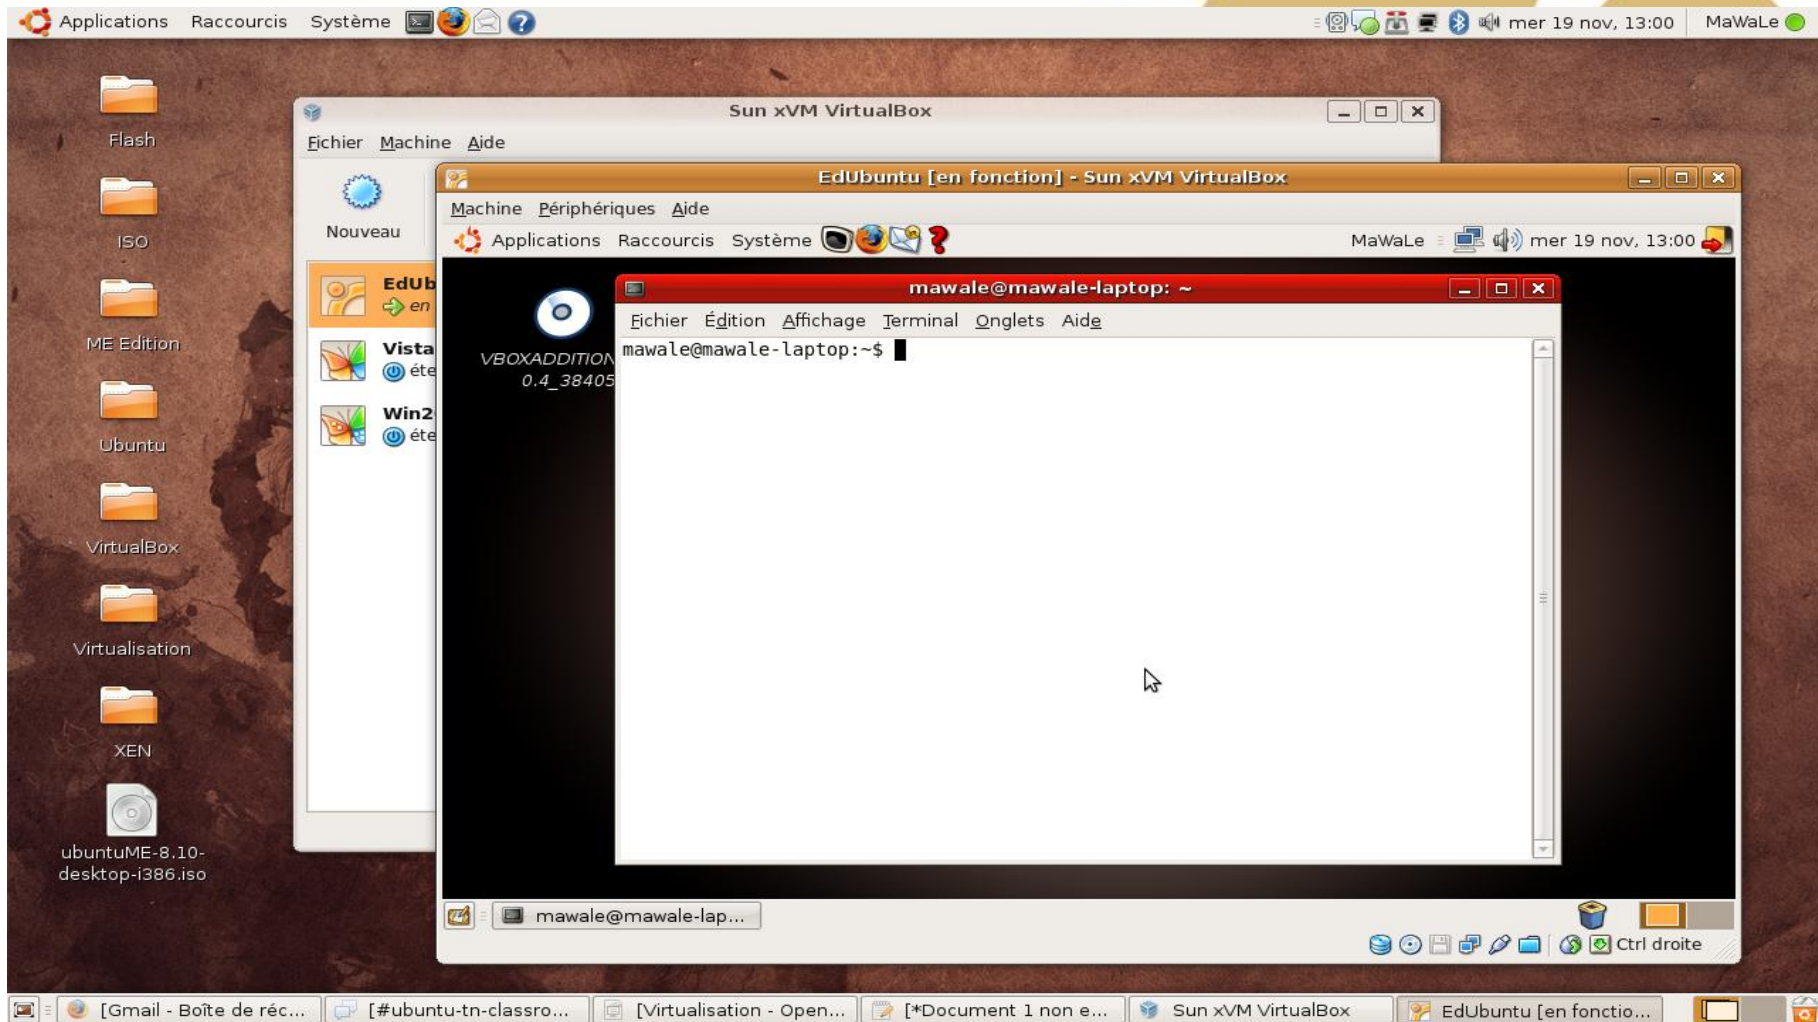 Applications Raccourcis Système
mer 19 nov, 13:00 MaWaLe
Flash
ISO
ME Edition
Ubuntu
VirtualBox
Virtualisation
XEN
ubuntuME-8.10-
desktop-i386.iso
Sun xVM VirtualBox
Fichier Machine Aide
Nouveau
EdUb
en
Vista
éte
Win2
éte
EdUbuntu [en fonction] - Sun xVM VirtualBox
Machine Périphériques Aide
Applications Raccourcis Système
MaWaLe mer 19 nov, 13:00
VBOXADDITION
0.4_38405
mawale@mawale-laptop: ~
Fichier Édition Affichage Terminal Onglets Aide
mawale@mawale-laptop:~$
mawale@mawale-lap...
Ctrl droite
[Gmail - Boîte de réc... [#ubuntu-tn-classro... [Virtualisation - Open... [*Document 1 non e... Sun xVM VirtualBox EdUbuntu [en fonctio...